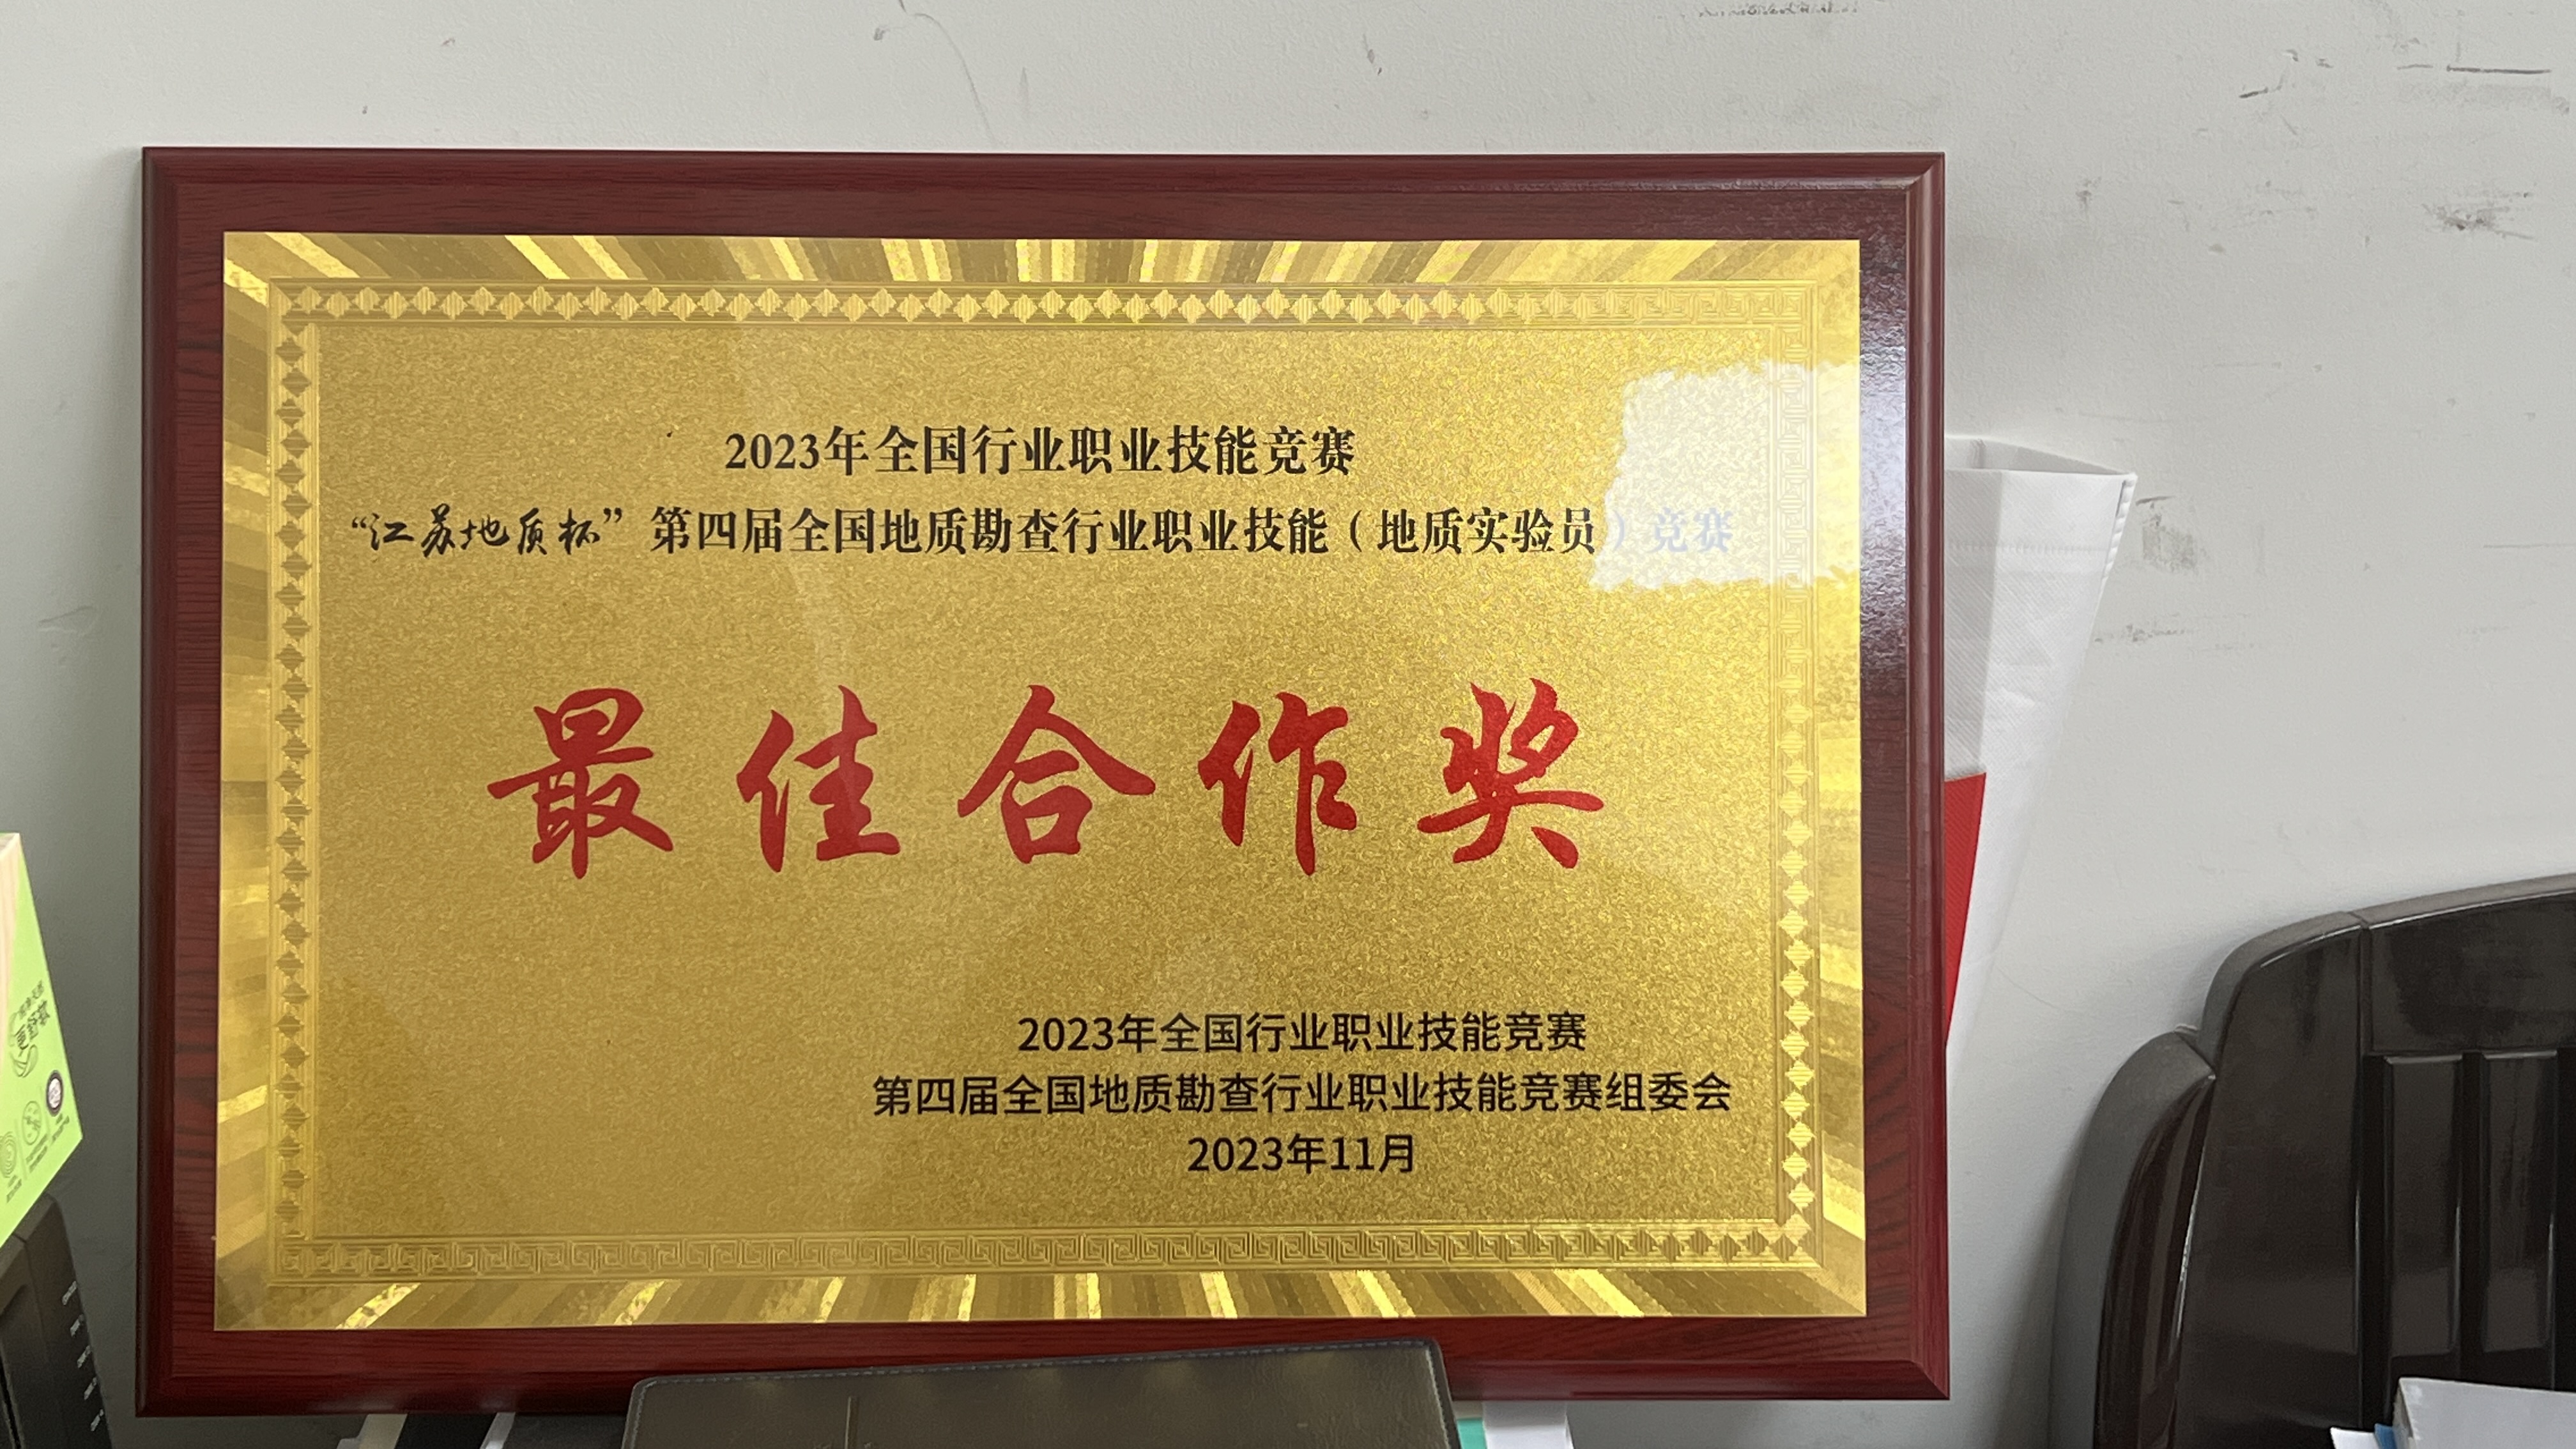 2023年全国行业职业技能竞赛
“江苏地质杯”第四届全国地质勘查行业职业技能（地质实验员）竞赛
最佳合作奖
2023年全国行业职业技能竞赛
第四届全国地质勘查行业职业技能竞赛组委会
2023年11月